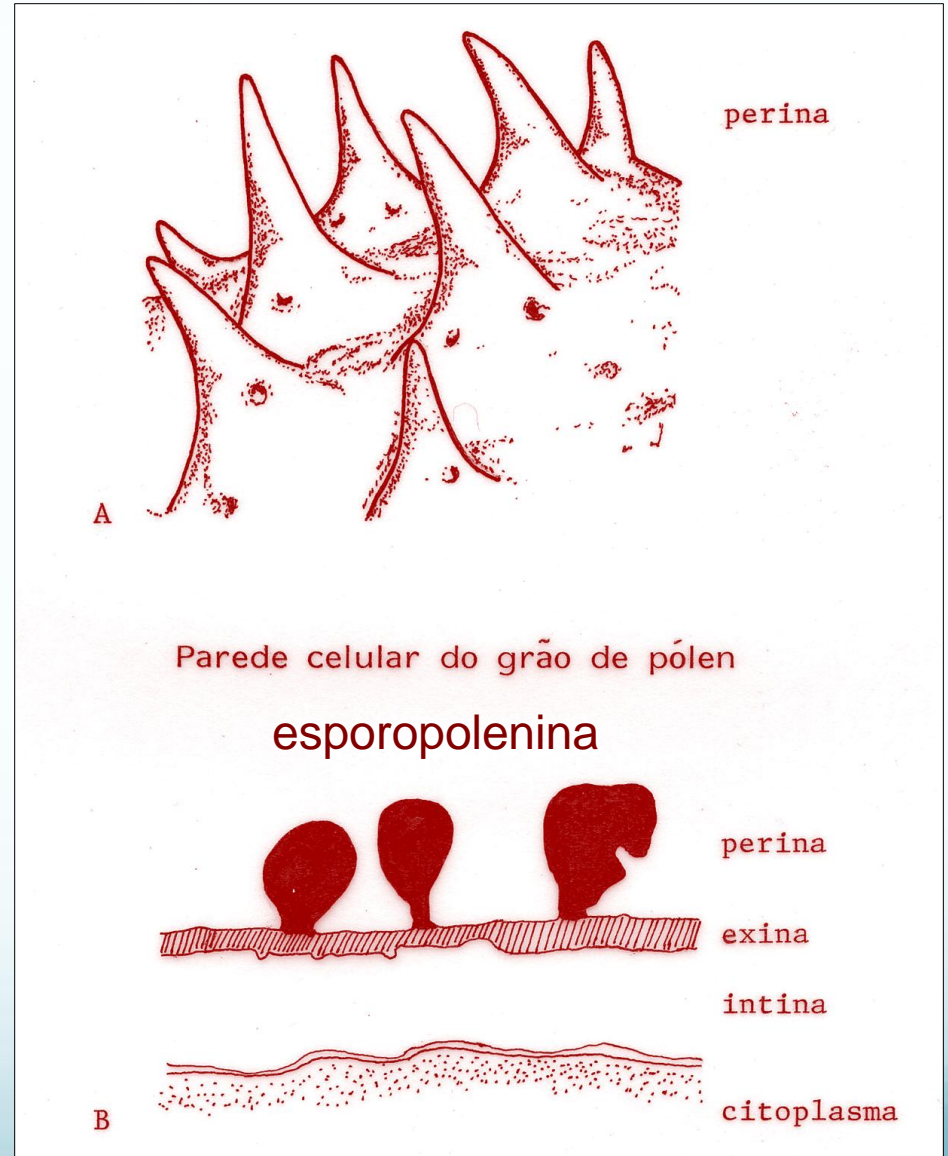 perina
A
Parede celular do grão de pólen
esporopolenina
perina
exina
intina
B
citoplasma